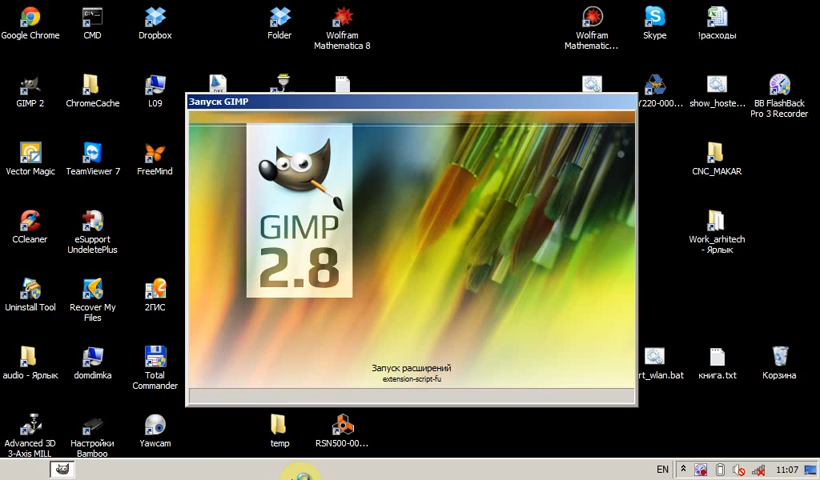 Google Chrome
CMD
Dropbox
Folder
Wolfram
Mathematica 8
Wolfram
Mathematic...
Skype
!расходы
GIMP 2
ChromeCache
L09
show_hoste...
BB FlashBack
Pro 3 Recorder
Запуск GIMP
GIMP
2.8
Запуск расширений
extension-script-fu
Vector Magic
TeamViewer 7
FreeMind
CNC_MAKAR
CCleaner
eSupport
UndeletePlus
Work_arhitech
- Ярлык
Uninstall Tool
Recover My
Files
2ГИС
audio - Ярлык
domdimka
Total
Commander
rt_wlan.bat
книга.txt
Корзина
Advanced 3D
3-Axis MILL
Настройки
Bamboo
Yawcam
temp
RSN500-00...
EN
11:07